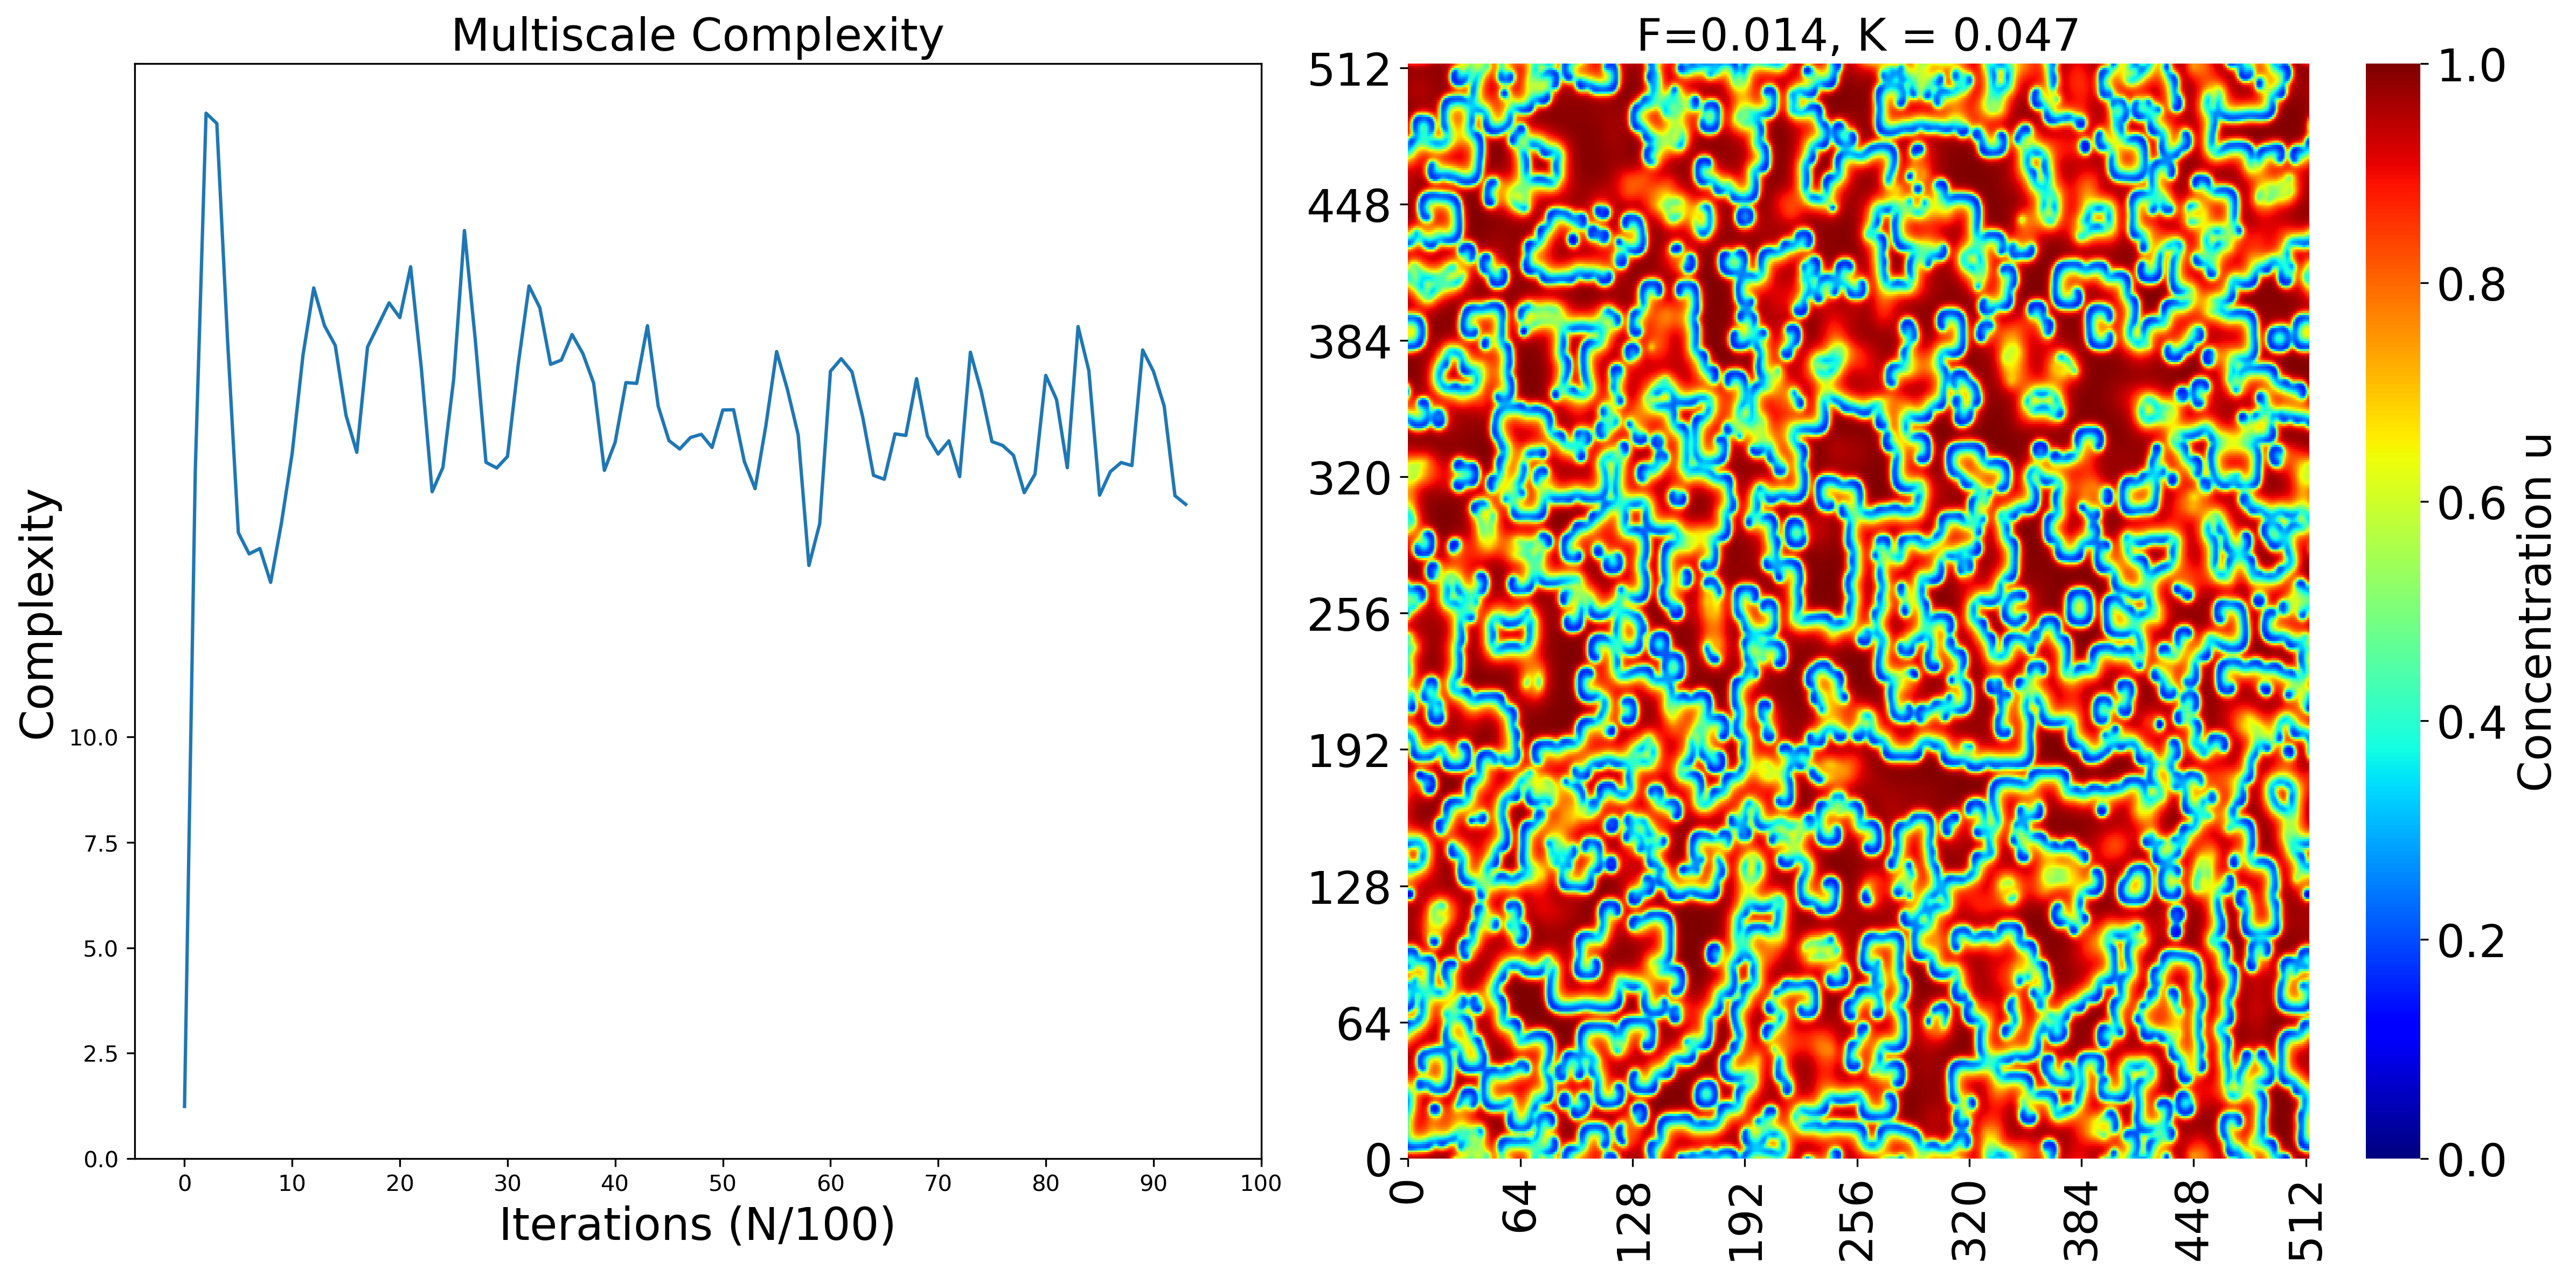 Multiscale Complexity
Complexity
10.0
7.5
5.0
2.5
0.0
0 10 20 30 40 50 60 70 80 90 100
Iterations (N/100)
F=0.014, K = 0.047
512
448
384
320
256
192
128
64
0
0 64 128 192 256 320 384 448 512
1.0
0.8
0.6
0.4
0.2
0.0
Concentration u